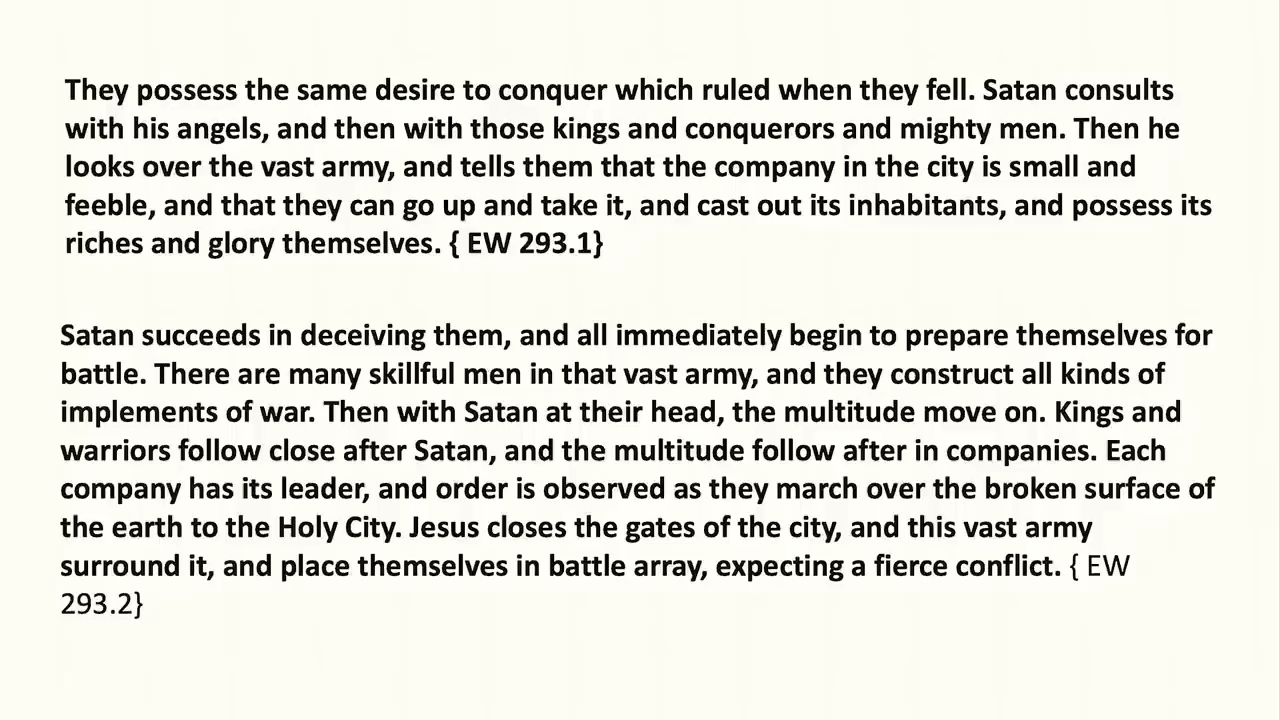 They possess the same desire to conquer which ruled when they fell. Satan consults
with his angels, and then with those kings and conquerors and mighty men. Then he
looks over the vast army, and tells them that the company in the city is small and
feeble, and that they can go up and take it, and cast out its inhabitants, and possess its
riches and glory themselves. { EW 293.1}
Satan succeeds in deceiving them, and all immediately begin to prepare themselves for
battle. There are many skillful men in that vast army, and they construct all kinds of
implements of war. Then with Satan at their head, the multitude move on. Kings and
warriors follow close after Satan, and the multitude follow after in companies. Each
company has its leader, and order is observed as they march over the broken surface of
the earth to the Holy City. Jesus closes the gates of the city, and this vast army
surround it, and place themselves in battle array, expecting a fierce conflict. { EW
293.2}